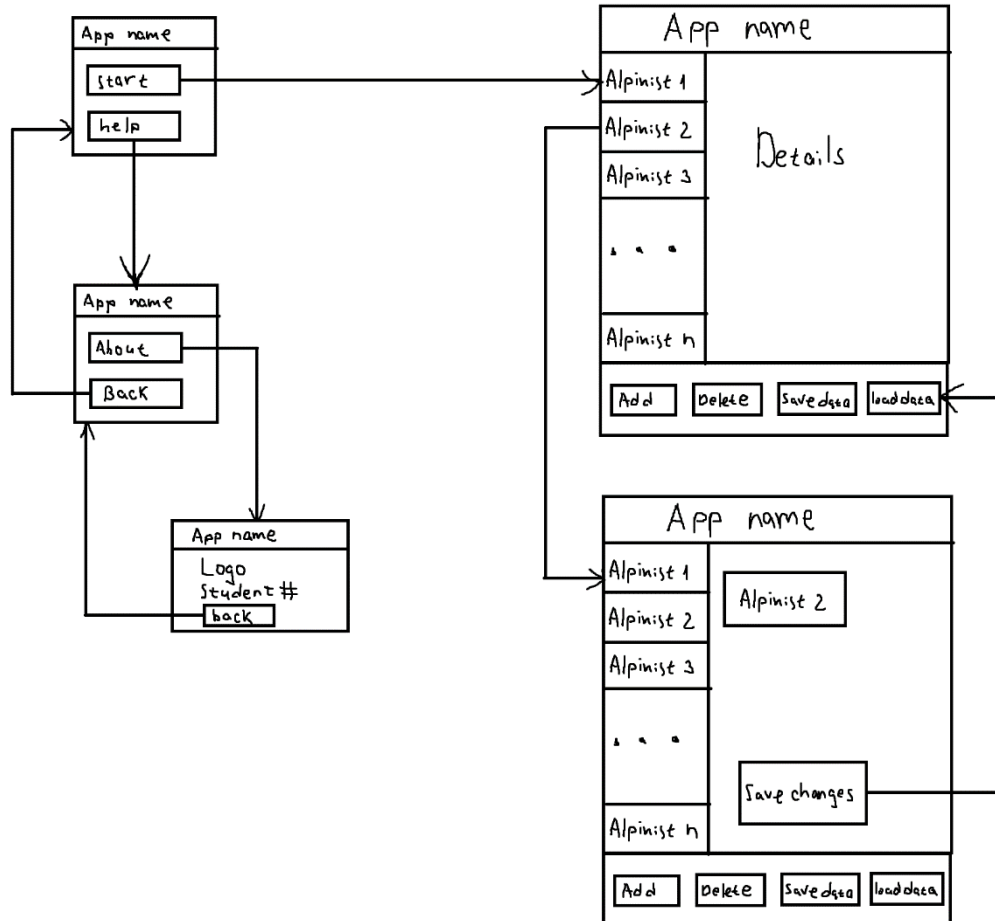 App name
start
help
App name
About
Back
App name
Logo
Student #
back
App name
Alpinist 1
Alpinist 2
Alpinist 3
. . .
Alpinist n
Details
Add
Delete
Save data
load data
App name
Alpinist 1
Alpinist 2
Alpinist 3
. . .
Alpinist n
Alpinist 2
Save changes
Add
Delete
Save data
load data